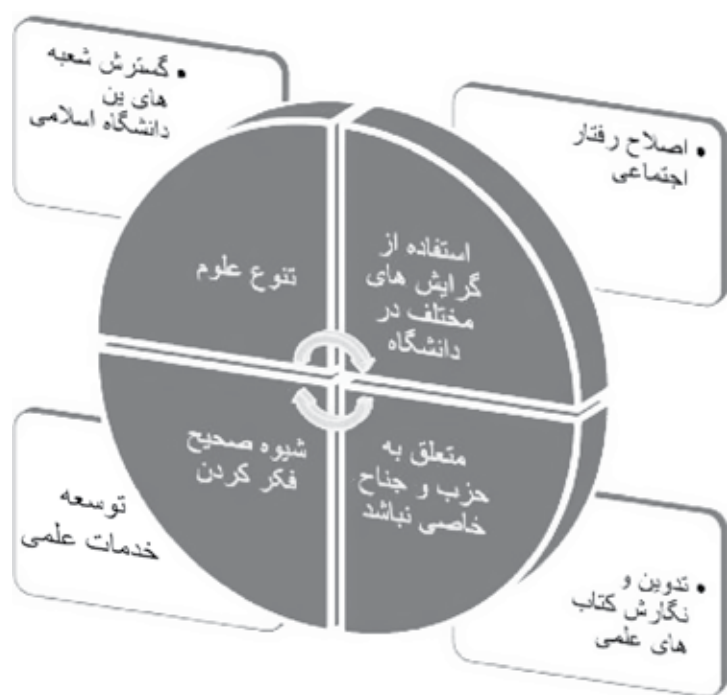 • اصلاح رفتار
اجتماعی
• گسترش شعبه
های ین
دانشگاه اسلامی
استفاده از
گرایش های
مختلف در
دانشگاه
تنوع علوم
متعلق به
حزب و جناح
خاصی نباشد
شیوه صحیح
فکر کردن
• تدوین و
نگارش کتاب
های علمی
توسعه
خدمات علمی